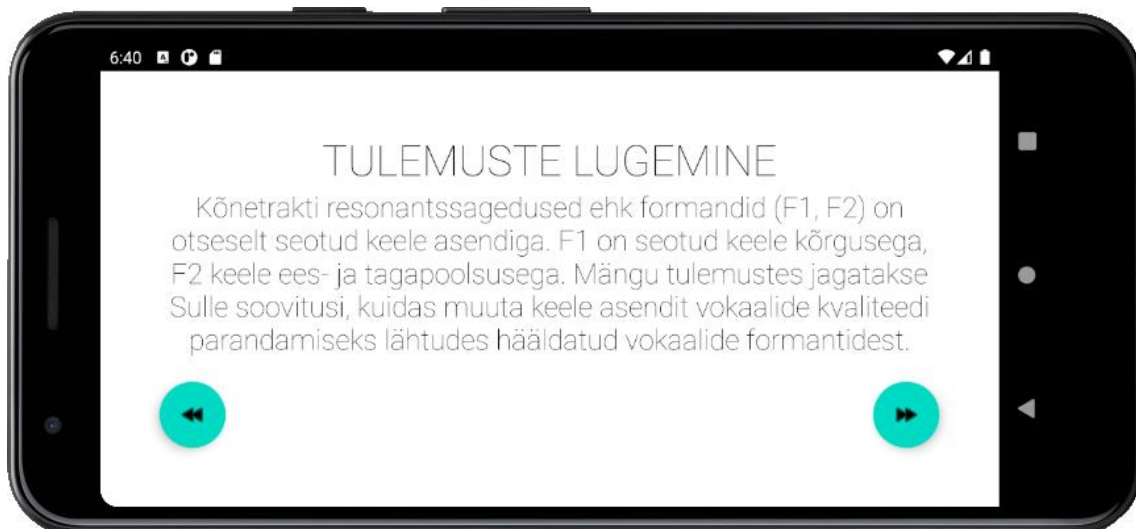 6:40
TULEMUSTE LUGEMINE
Kõnetrakti resonantssagedused ehk formandid (F1, F2) on
otseselt seotud keele asendiga. F1 on seotud keele kõrgusega,
F2 keele ees- ja tagapoolsusega. Mängu tulemustes jagatakse
Sulle soovitusi, kuidas muuta keele asendit vokaalide kvaliteedi
parandamiseks lähtudes hääldatud vokaalide formantidest.